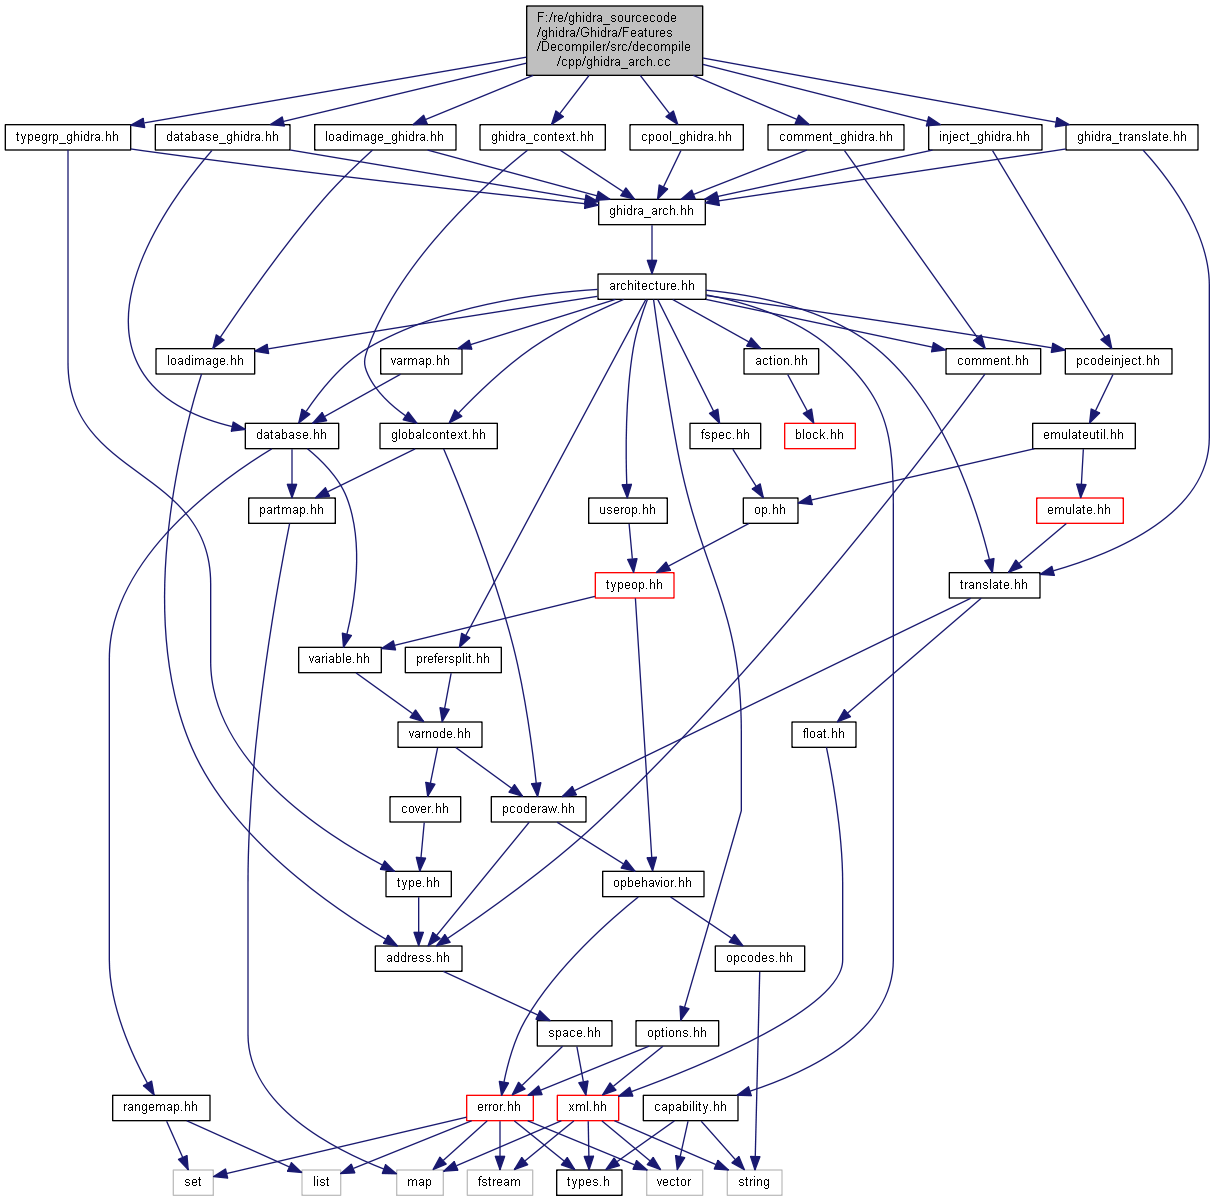 F:/re/ghidra_sourcecode
/ghidra/Ghidra/Features
/Decompiler/src/decompile
/cpp/ghidra_arch.cc
typegrp_ghidra.hh
database_ghidra.hh
loadimage_ghidra.hh
ghidra_context.hh
cpool_ghidra.hh
comment_ghidra.hh
inject_ghidra.hh
ghidra_translate.hh
ghidra_arch.hh
architecture.hh
loadimage.hh
varmap.hh
action.hh
comment.hh
pcodeinject.hh
database.hh
globalcontext.hh
fspec.hh
block.hh
emulateutil.hh
partmap.hh
userop.hh
op.hh
emulate.hh
typeop.hh
translate.hh
variable.hh
prefersplit.hh
varnode.hh
float.hh
cover.hh
pcoderaw.hh
type.hh
opbehavior.hh
address.hh
opcodes.hh
space.hh
options.hh
rangemap.hh
error.hh
xml.hh
capability.hh
set
list
map
fstream
types.h
vector
string